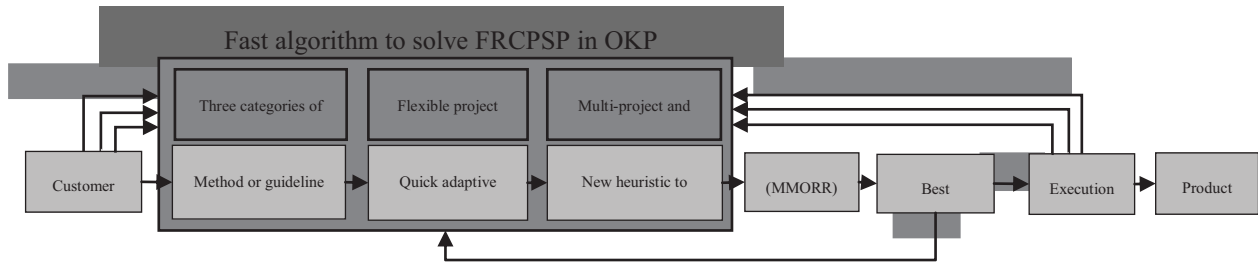 Fast algorithm to solve FRCPSP in OKP
Three categories of
Flexible project
Multi-project and
Customer
Method or guideline
Quick adaptive
New heuristic to
(MMORR)
Best
Execution
Product